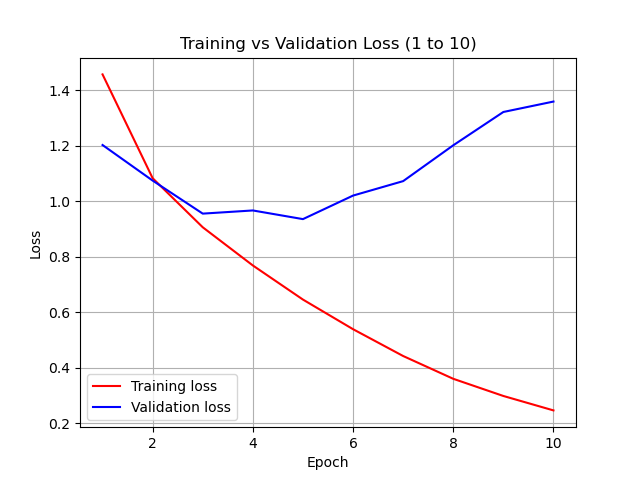 Training vs Validation Loss (1 to 10)
1.4
1.2
1.0
0.8
0.6
0.4
0.2
Loss
Training loss
Validation loss
2 4 6 8 10
Epoch